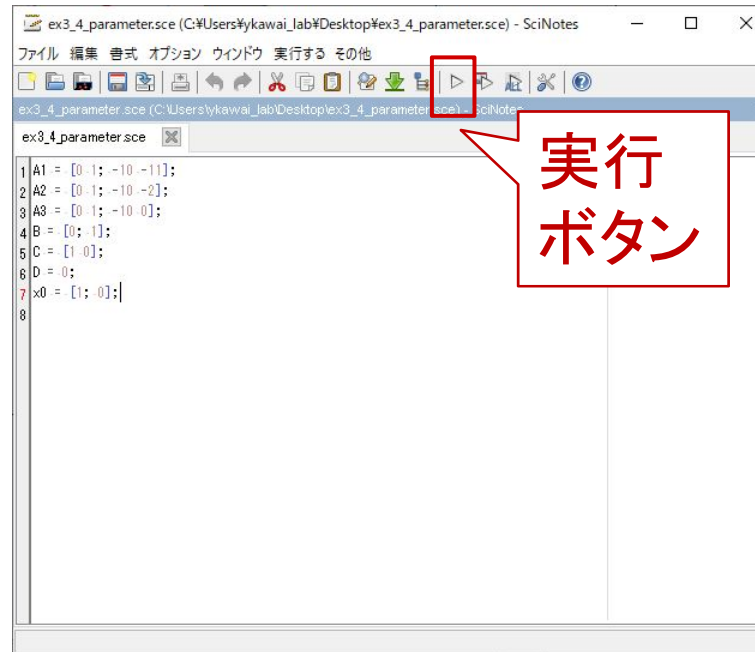 ex3_4_parameter.sce (C:¥Users¥ykawai_lab¥Desktop¥ex3_4_parameter.sce) - SciNotes
ファイル 編集 書式 オプション ウインドウ 実行する その他
ex3_4_parameter.sce (C:¥Users¥ykawai_lab¥Desktop¥ex3_4_parameter.sce) - SciNotes
ex3_4_parameter.sce
実行
ボタン
1 A1 = [0 1; -10 -11];
2 A2 = [0 1; -10 -2];
3 A3 = [0 1; -10 0];
4 B = [0; 1];
5 C = [1 0];
6 D = 0;
7 x0 = [1; 0];
8